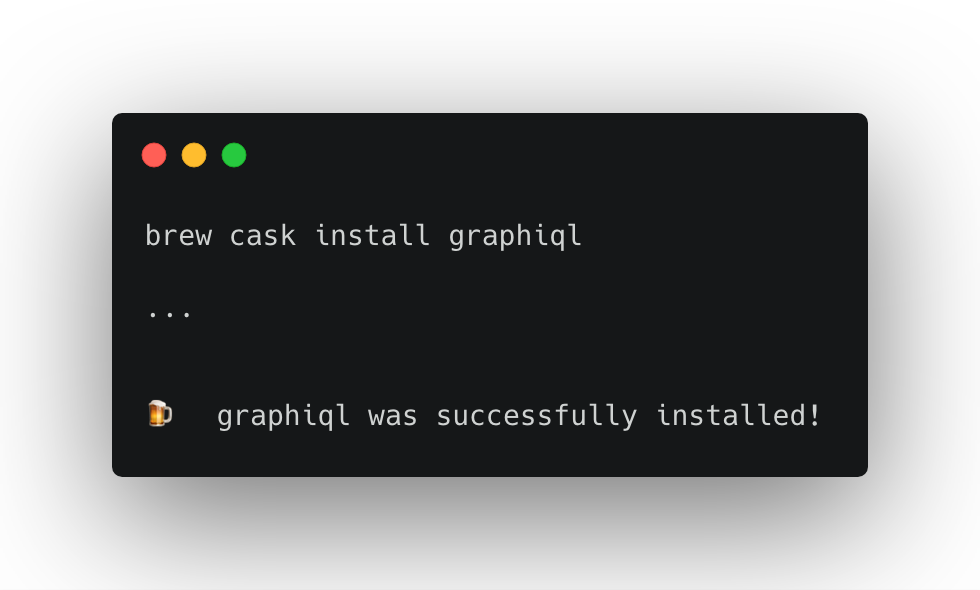 brew cask install graphiql
...
🍺 graphiql was successfully installed!